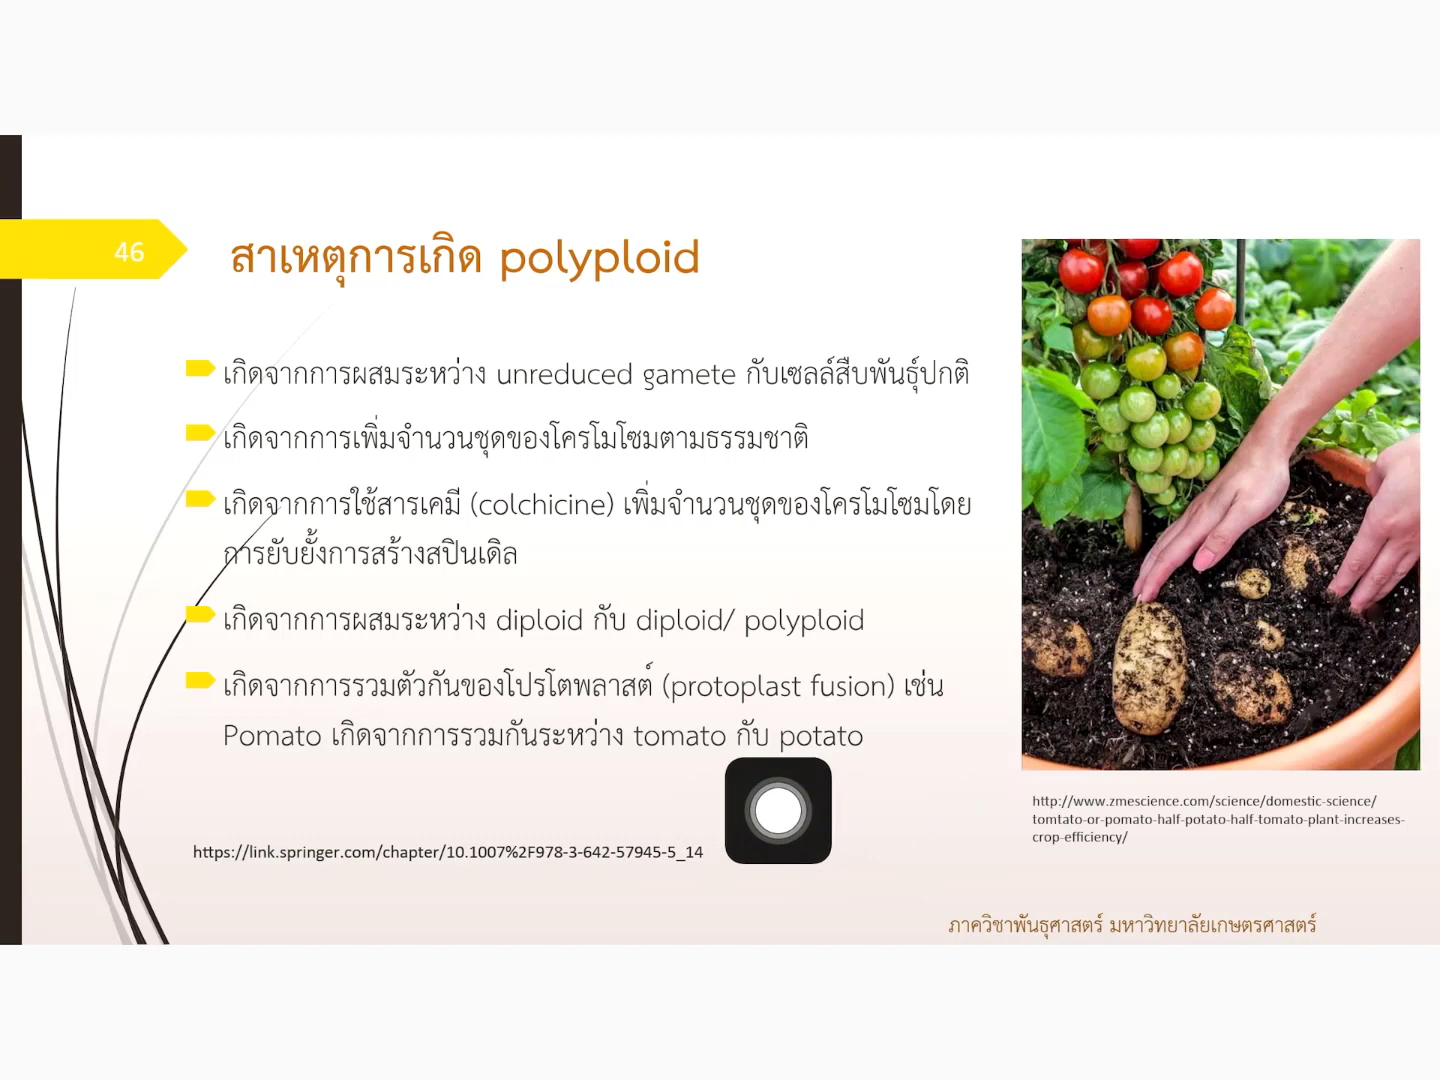 46
สาเหตุการเกิด polyploid
เกิดจากการผสมระหว่าง unreduced gamete กับเซลล์สืบพันธุ์ปกติ
เกิดจากการเพิ่มจำนวนชุดของโครโมโซมตามธรรมชาติ
เกิดจากการใช้สารเคมี (colchicine) เพิ่มจำนวนชุดของโครโมโซมโดย
การยับยั้งการสร้างสปินเดิล
เกิดจากการผสมระหว่าง diploid กับ diploid/ polyploid
เกิดจากการรวมตัวกันของโปรโตพลาสต์ (protoplast fusion) เช่น
Pomato เกิดจากการรวมกันระหว่าง tomato กับ potato
http://www.zmescience.com/science/domestic-science/
tomtato-or-pomato-half-potato-half-tomato-plant-increases-
crop-efficiency/
https://link.springer.com/chapter/10.1007%2F978-3-642-57945-5_14
ภาควิชาพันธุศาสตร์ มหาวิทยาลัยเกษตรศาสตร์